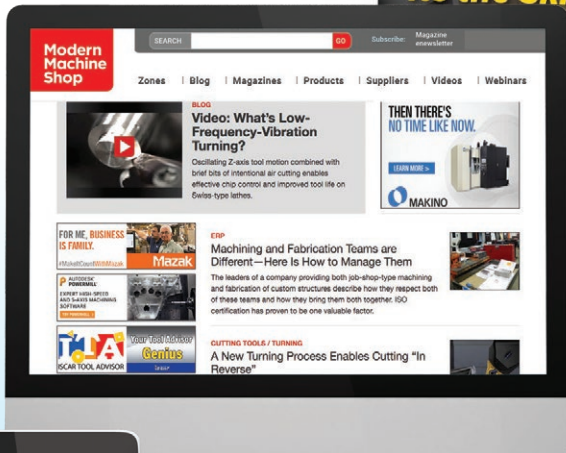 Modern
Machine
Shop
SEARCH
GO
Subscribe: Magazine
enewsletter
Zones | Blog | Magazines | Products | Suppliers | Videos | Webinars
BLOG
Video: What's Low-
Frequency-Vibration
Turning?
Oscillating Z-axis tool motion combined with
brief bits of intentional air cutting enables
effective chip control and improved tool life on
Swiss-type lathes.
THEN THERE'S
NO TIME LIKE NOW.
LEARN MORE >
MAKINO
FOR ME, BUSINESS
IS FAMILY.
#MakeItCountWithMazak
Mazak
AUTODESK®
POWERMILL®
EXPERT HIGH-SPEED
AND 5-AXIS MACHINING
SOFTWARE
ITA
ISCAR TOOL ADVISOR
Your Tool Advisor
Genius
iscar
ERP
Machining and Fabrication Teams are
Different—Here Is How to Manage Them
The leaders of a company providing both job-shop-type machining
and fabrication of custom structures describe how they respect both
of these teams and how they bring them both together. ISO
certification has proven to be one valuable factor.
CUTTING TOOLS / TURNING
A New Turning Process Enables Cutting "In
Reverse"